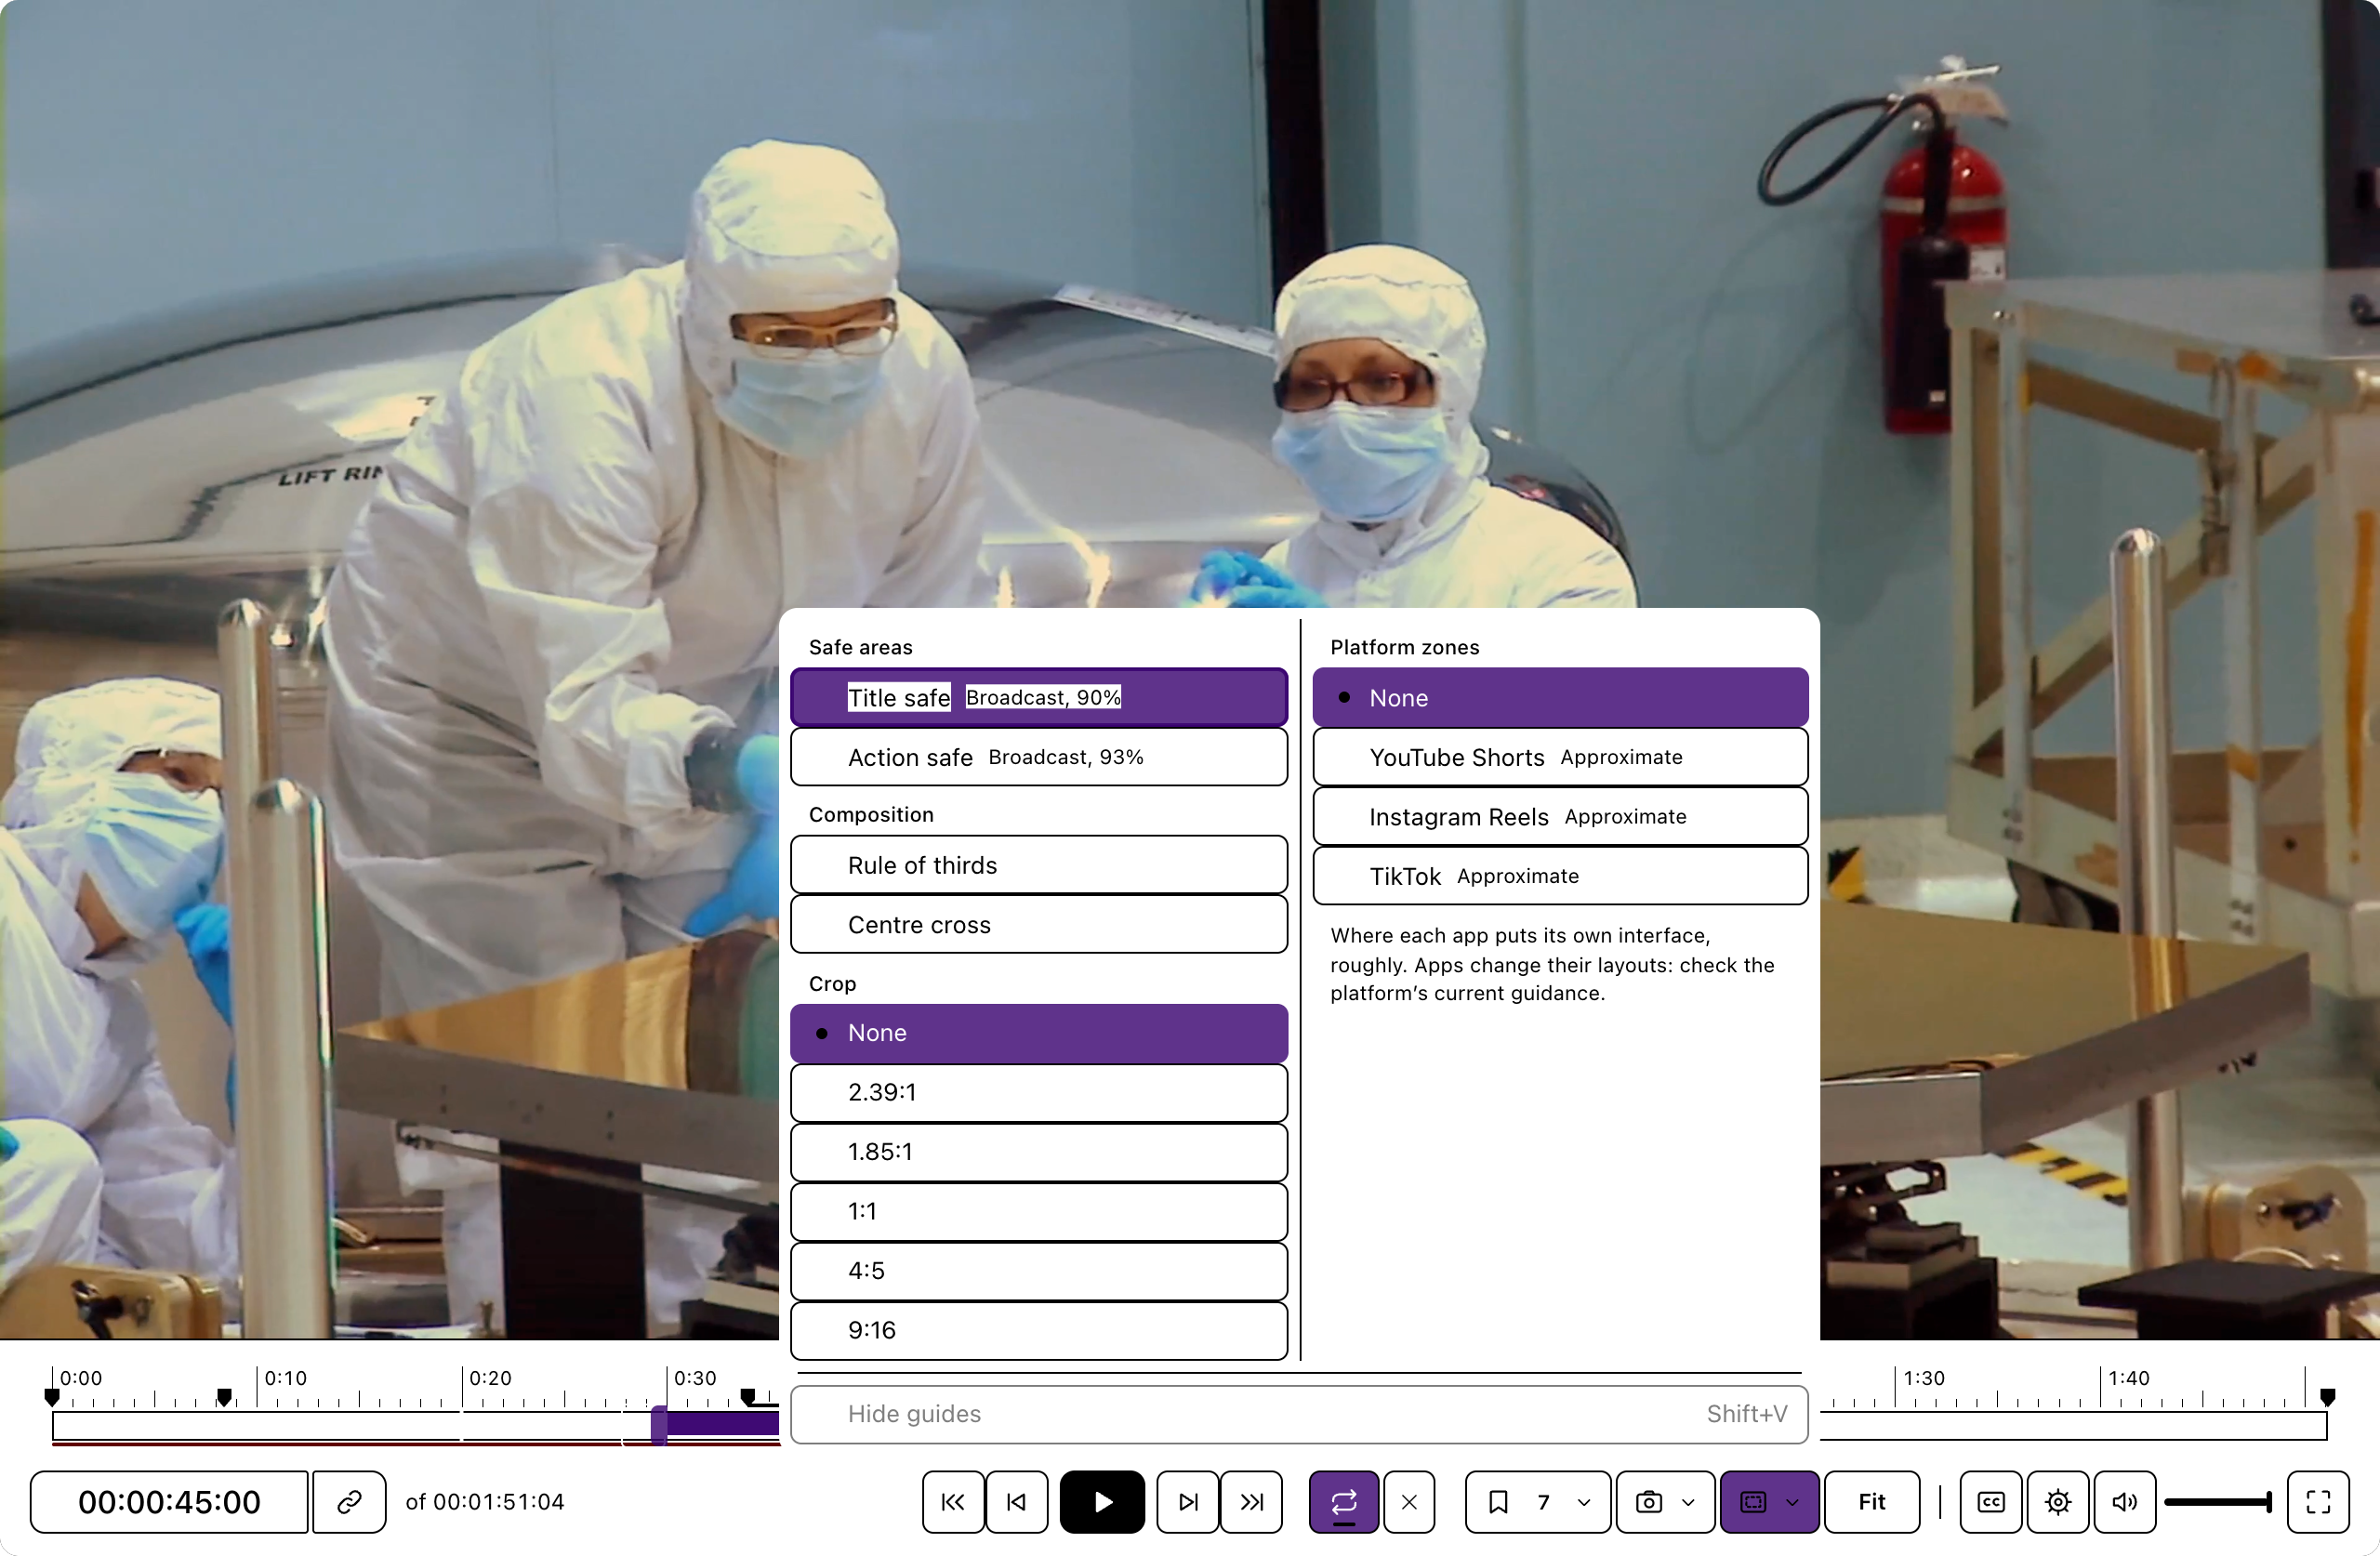 LIFT RIN
Safe areas
Title safe Broadcast, 90%
Action safe Broadcast, 93%
Composition
Rule of thirds
Centre cross
Crop
None
2.39:1
1.85:1
1:1
4:5
9:16
Platform zones
None
YouTube Shorts Approximate
Instagram Reels Approximate
TikTok Approximate
Where each app puts its own interface,
roughly. Apps change their layouts: check the
platform's current guidance.
Hide guides Shift+V
0:00 0:10 0:20 0:30 1:30 1:40
00:00:45:00 of 00:01:51:04 7 Fit CC